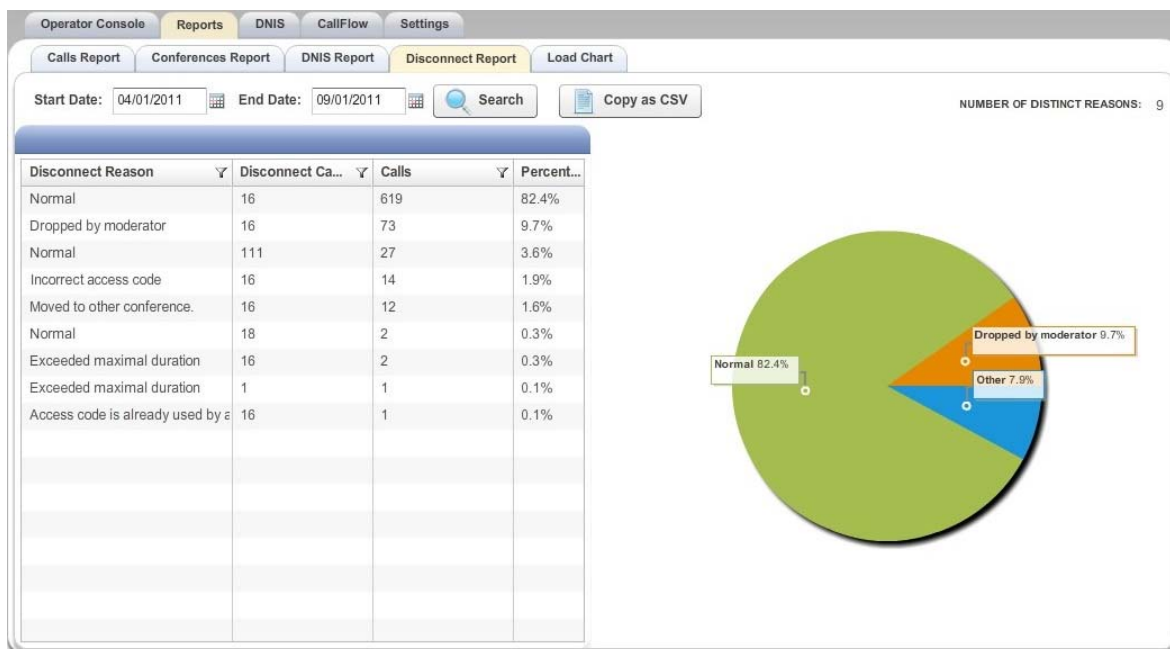 Operator Console Reports DNIS CallFlow Settings
Calls Report Conferences Report DNIS Report Disconnect Report Load Chart
Start Date: 04/01/2011 End Date: 09/01/2011 Search Copy as CSV NUMBER OF DISTINCT REASONS: 9
Disconnect Reason Disconnect Ca... Calls Percent...
Normal 16 619 82.4%
Dropped by moderator 16 73 9.7%
Normal 111 27 3.6%
Incorrect access code 16 14 1.9%
Moved to other conference. 16 12 1.6%
Normal 18 2 0.3%
Exceeded maximal duration 16 2 0.3%
Exceeded maximal duration 1 1 0.1%
Access code is already used by a 16 1 0.1%
Dropped by moderator 9.7%
Normal 82.4%
Other 7.9%